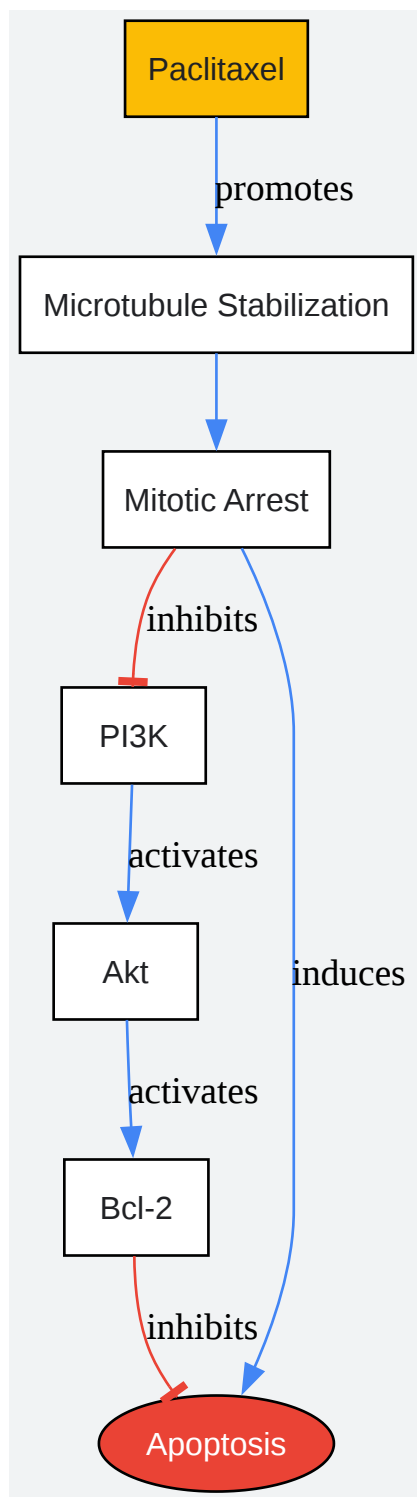 Paclitaxel
promotes
Microtubule Stabilization
Mitotic Arrest
inhibits
PI3K
activates
Akt
induces
activates
Bcl-2
inhibits
Apoptosis